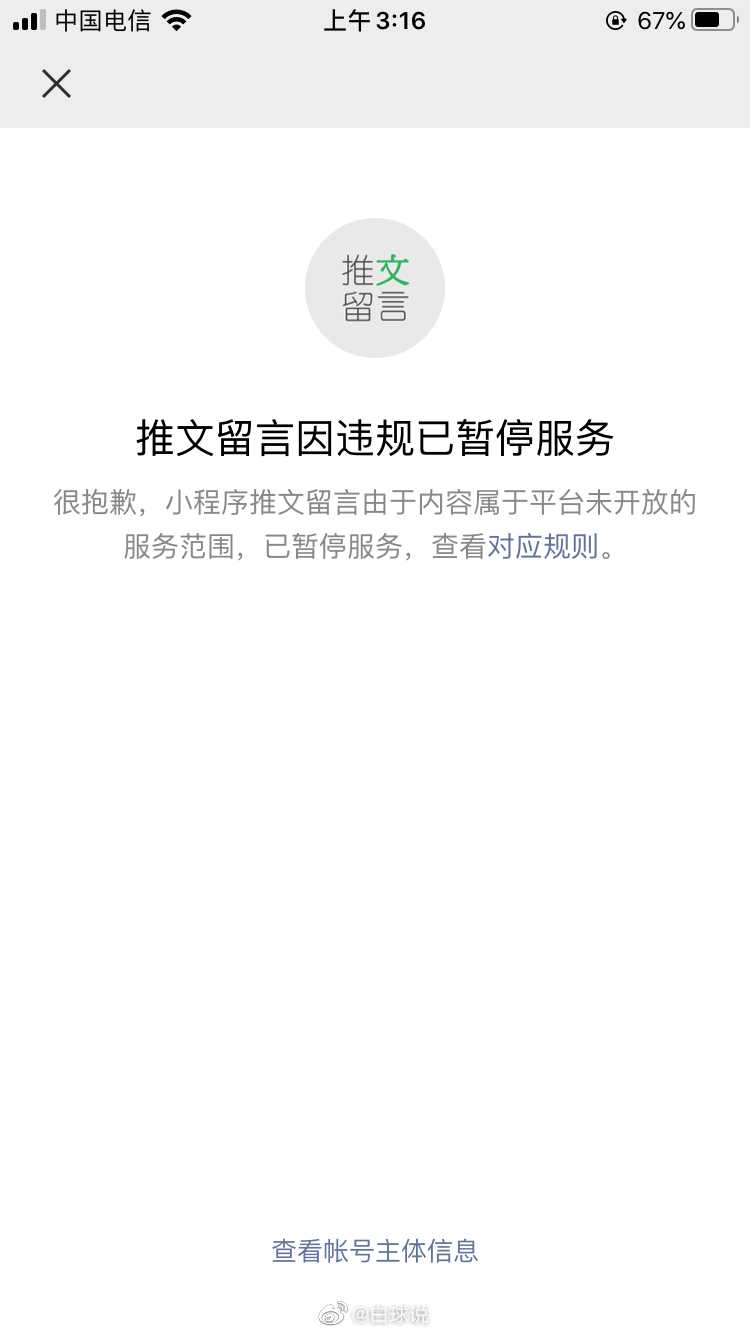 中国电信
上午3:16
67%
推文
留言
推文留言因违规已暂停服务
很抱歉，小程序推文留言由于内容属于平台未开放的
服务范围，已暂停服务，查看对应规则。
查看帐号主体信息
@白球说